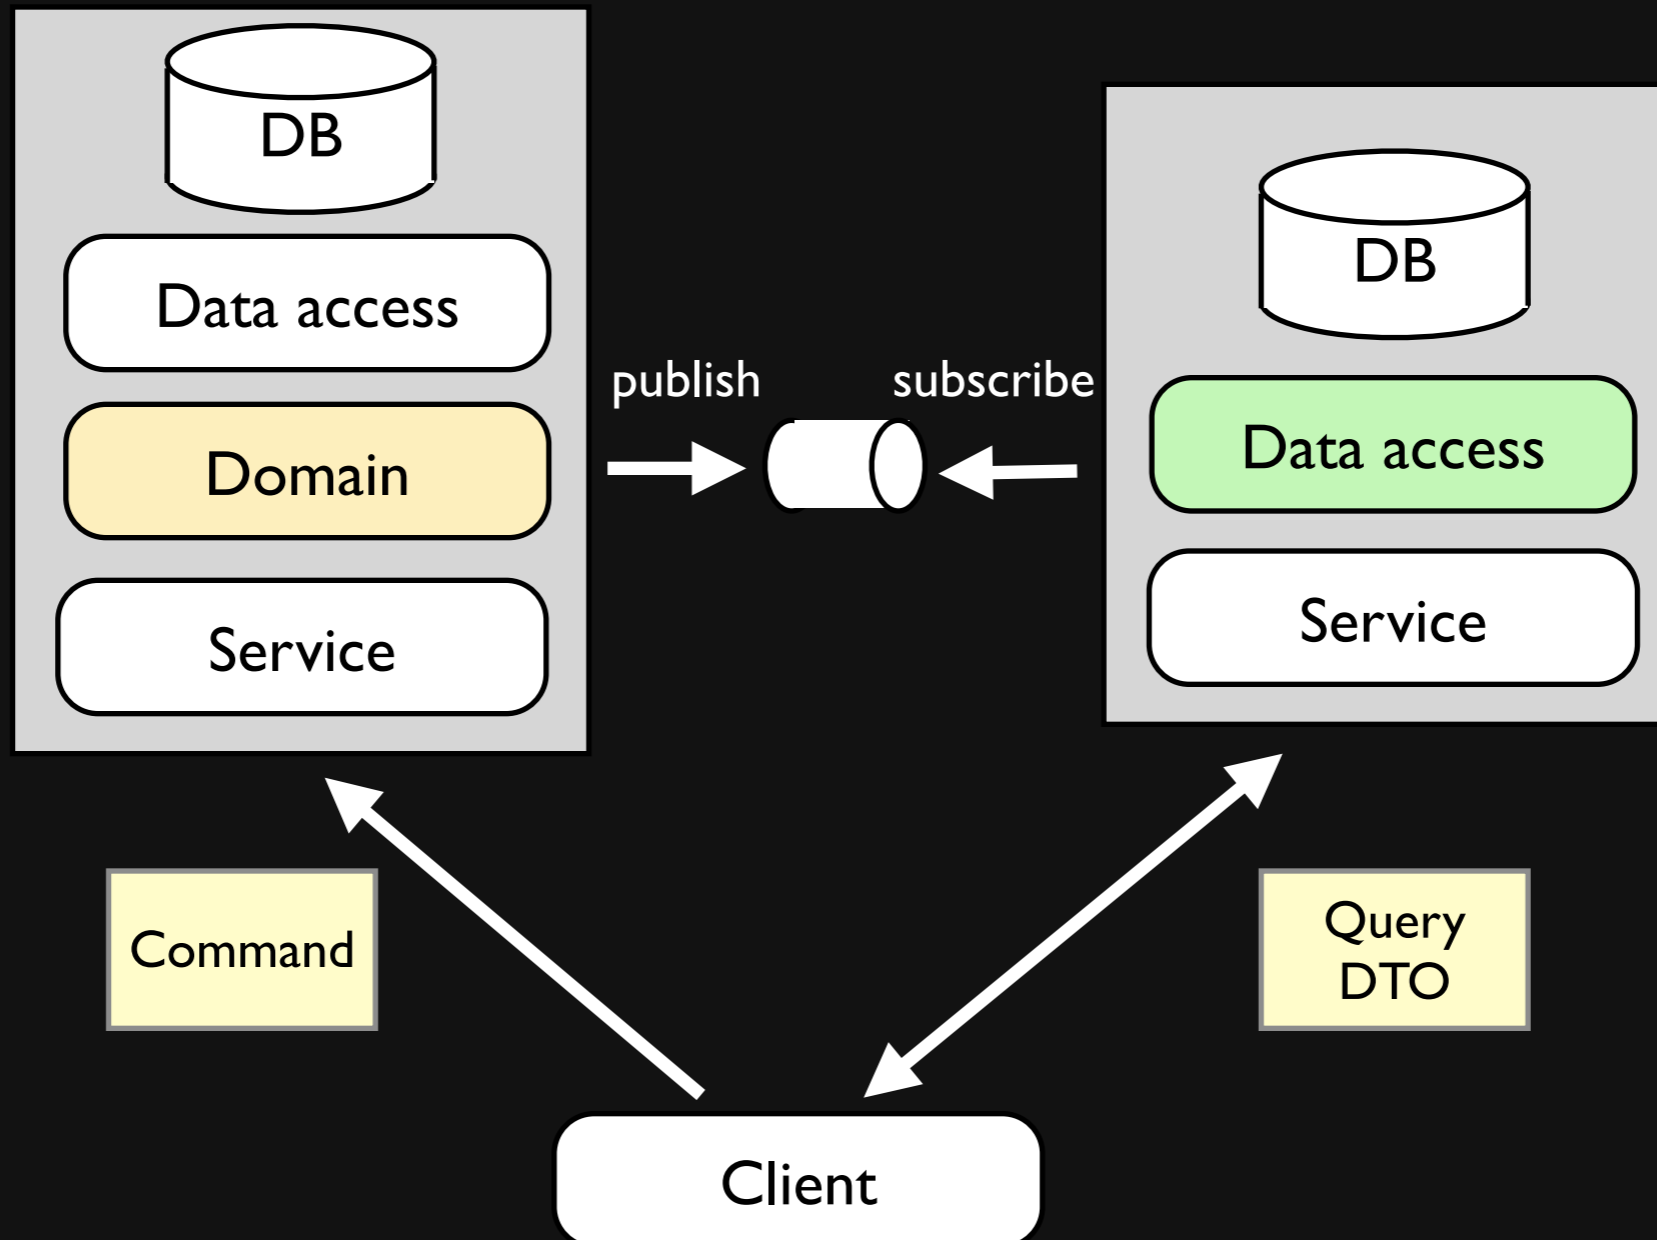 DB
Data access
Domain
Service
publish
subscribe
DB
Data access
Service
Command
Query
DTO
Client